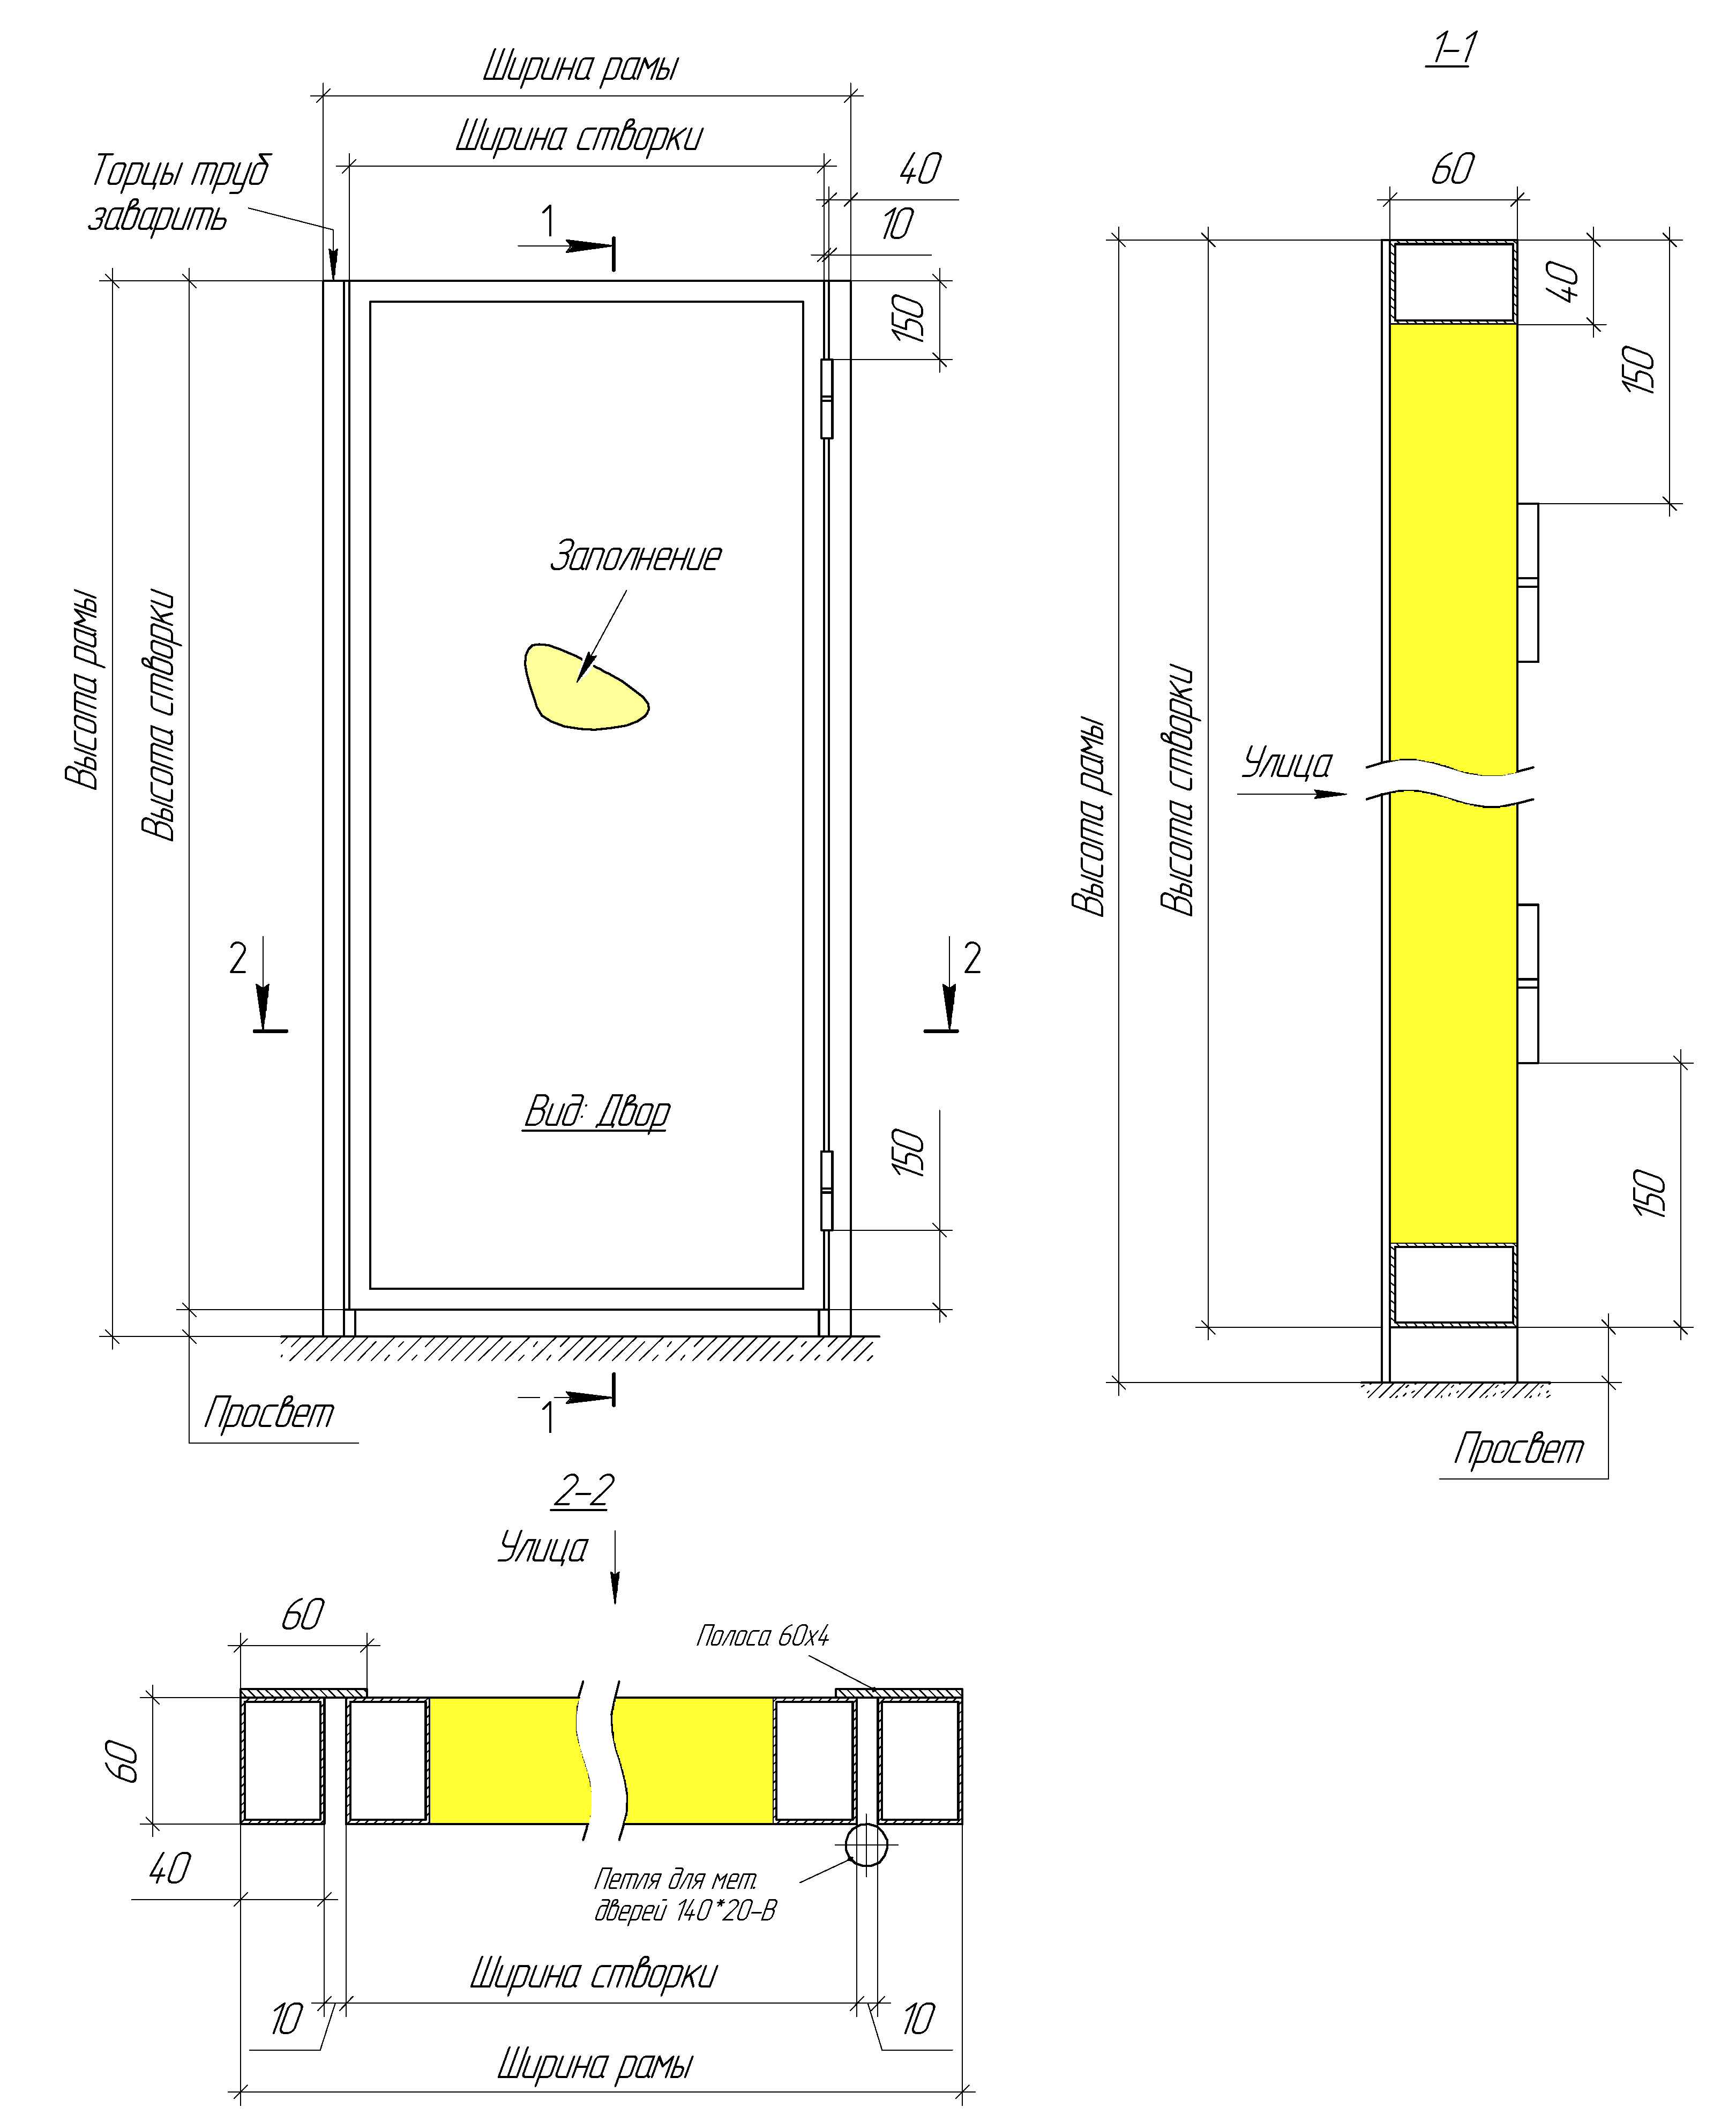 Ширина рамы
Ширина створки
Торцы труб
заварить
40
10
1
150
Заполнение
Высота рамы
Высота створки
2
2
Вид: Двор
150
1
Просвет
1-1
60
40
150
Улица
Высота рамы
Высота створки
150
Просвет
2-2
Улица
60
Полоса 60х4
60
40
Петля для мет.
дверей 140*20-В
Ширина створки
10
10
Ширина рамы